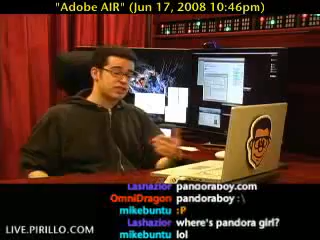 "Adobe AIR" (Jun 17, 2008 10:46pm)
Lashazior pandoraboy.com
OmniDragon pandoraboy :\
mikebuntu :P
Lashazior where's pandora girl?
LIVE.PIRILLO.COM mikebuntu lol